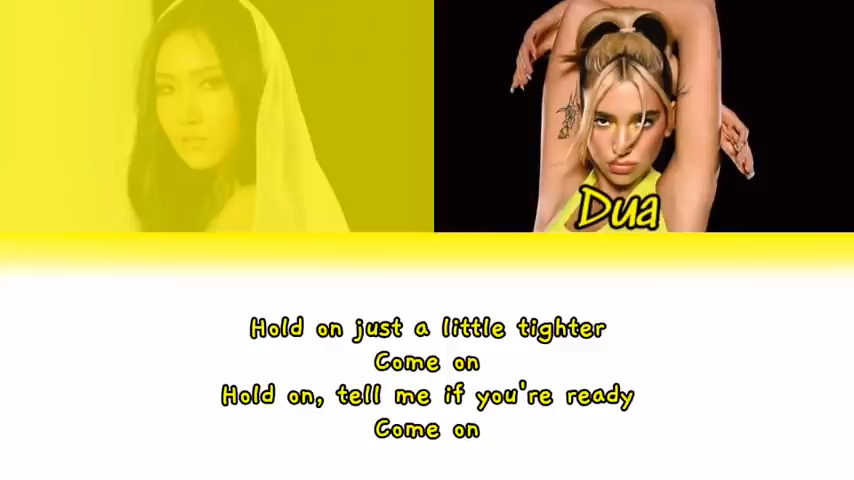 Dua
Hold on just a little tighter
Come on
Hold on, tell me if you're ready
Come on